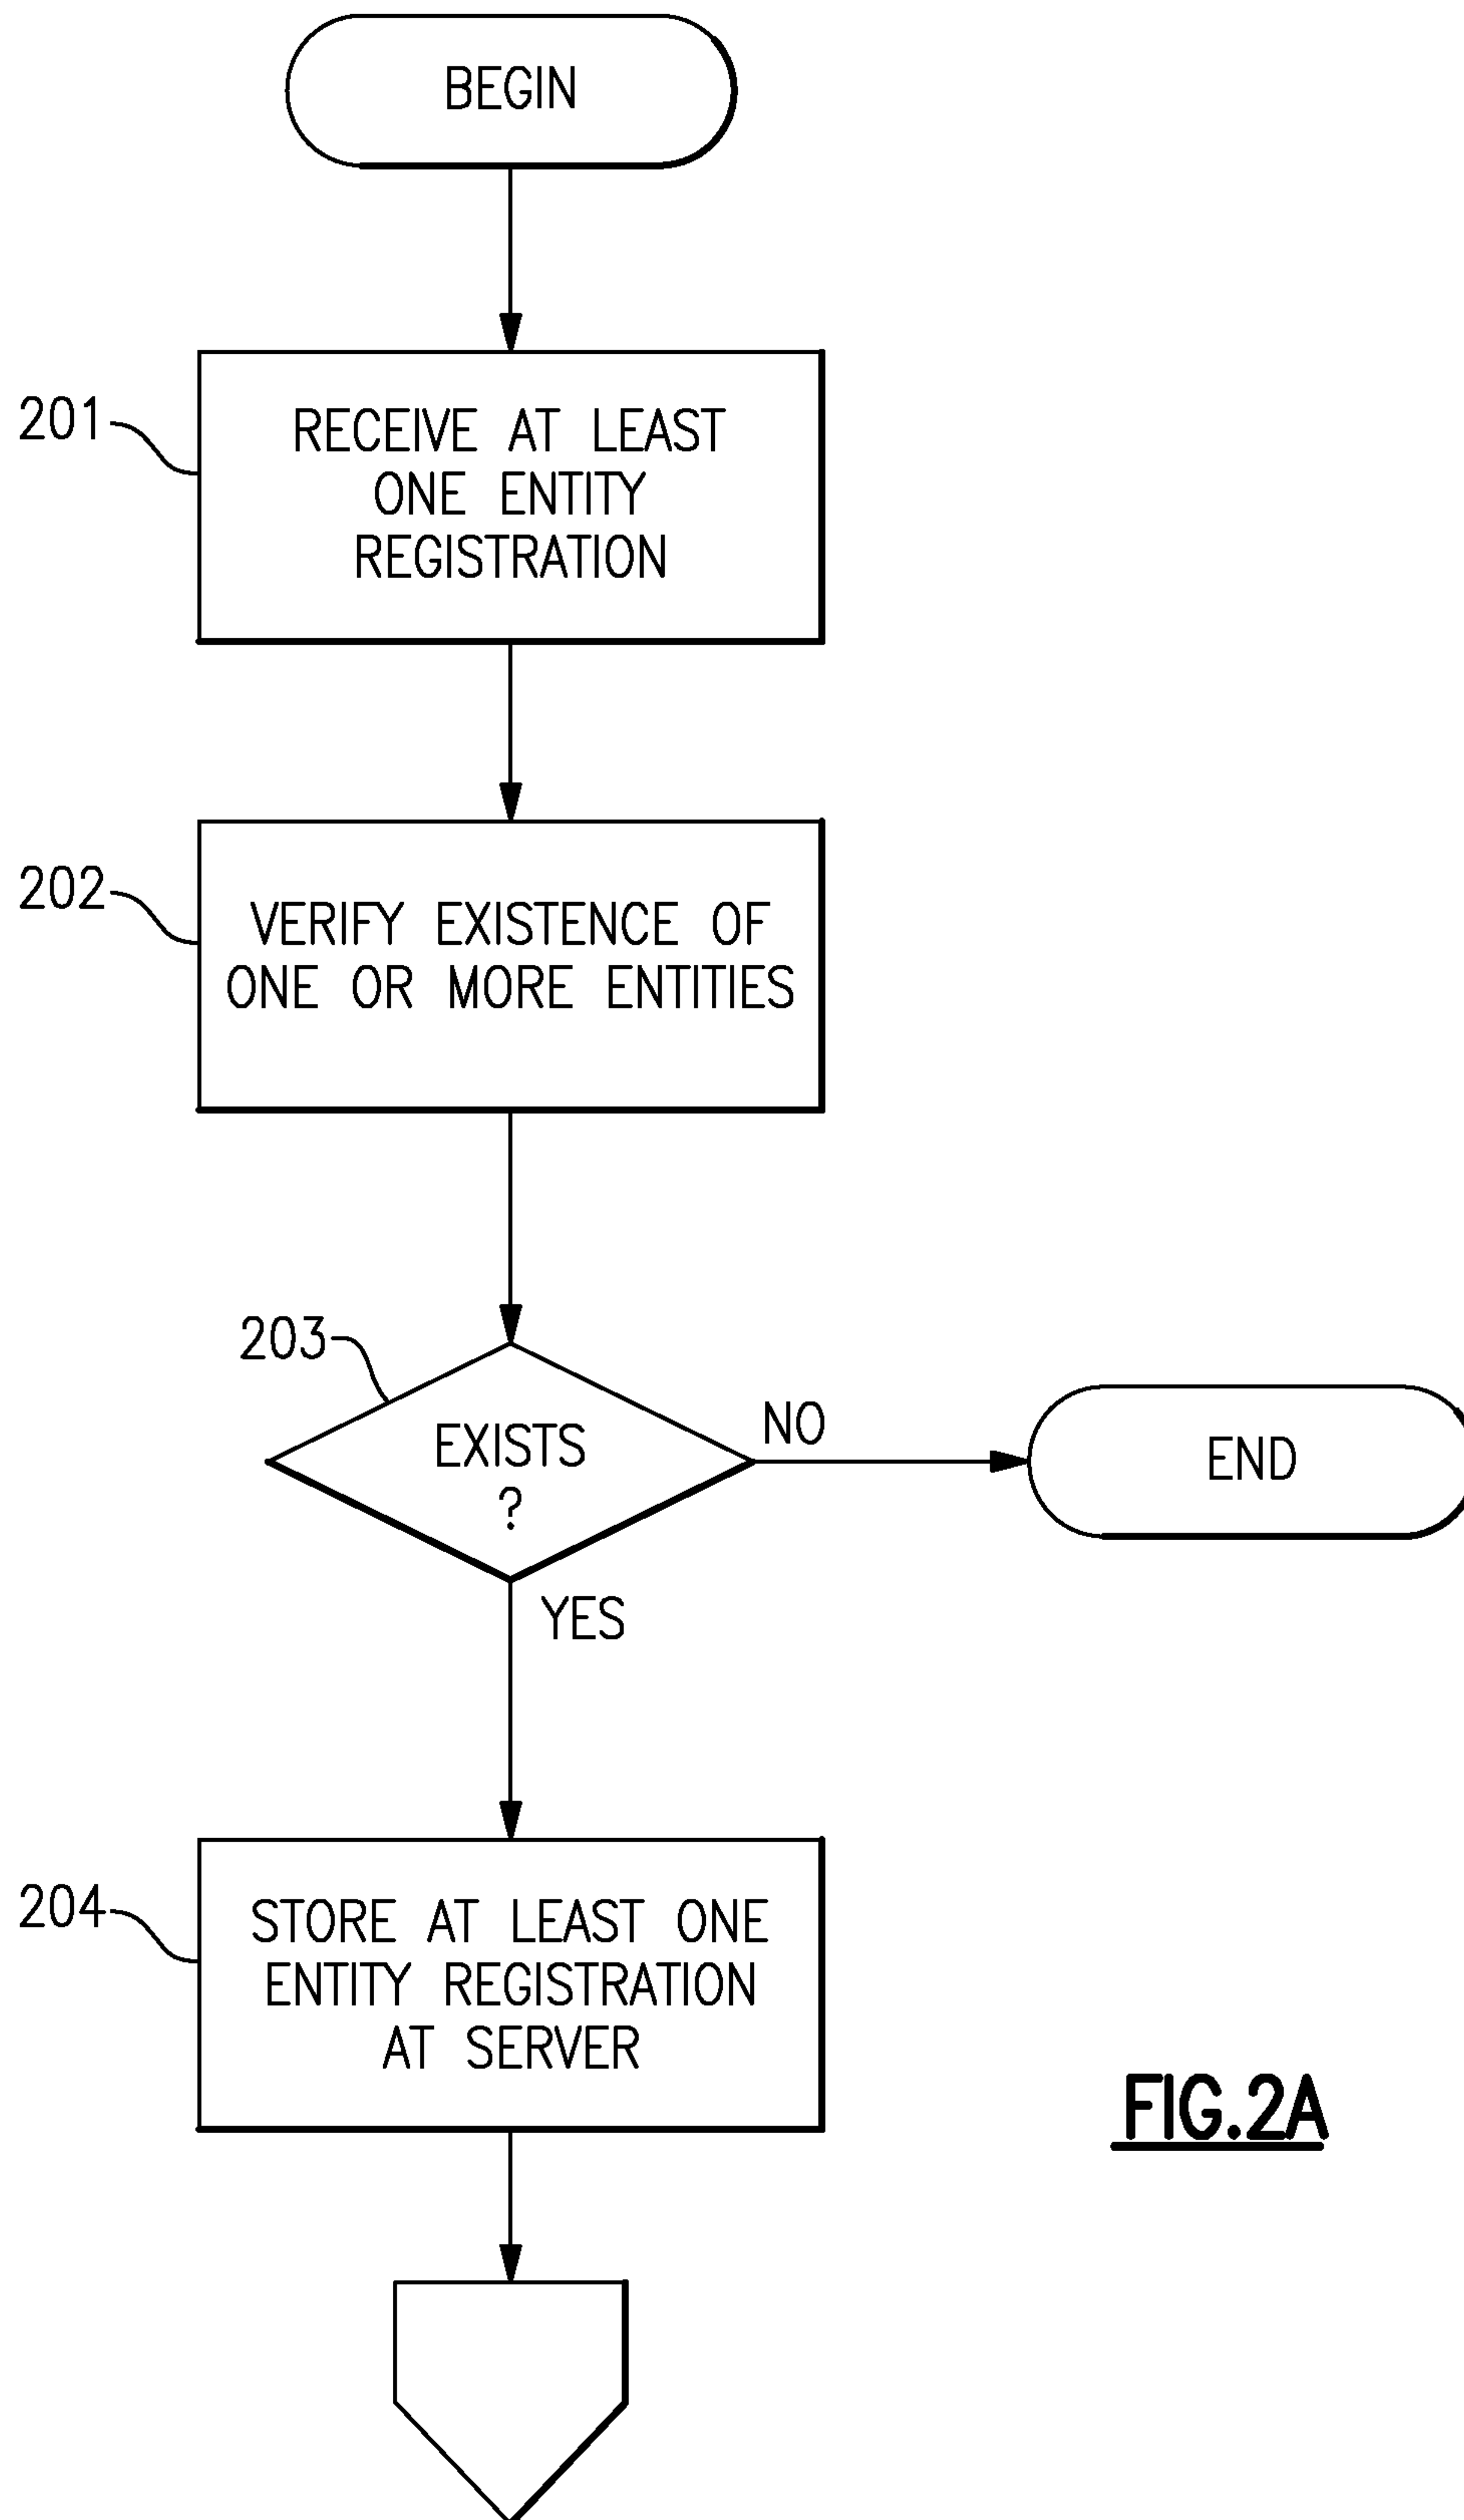 BEGIN
201
RECEIVE AT LEAST
ONE ENTITY
REGISTRATION
202
VERIFY EXISTENCE OF
ONE OR MORE ENTITIES
203
EXISTS
?
NO
END
YES
204
STORE AT LEAST ONE
ENTITY REGISTRATION
AT SERVER
FIG.2A